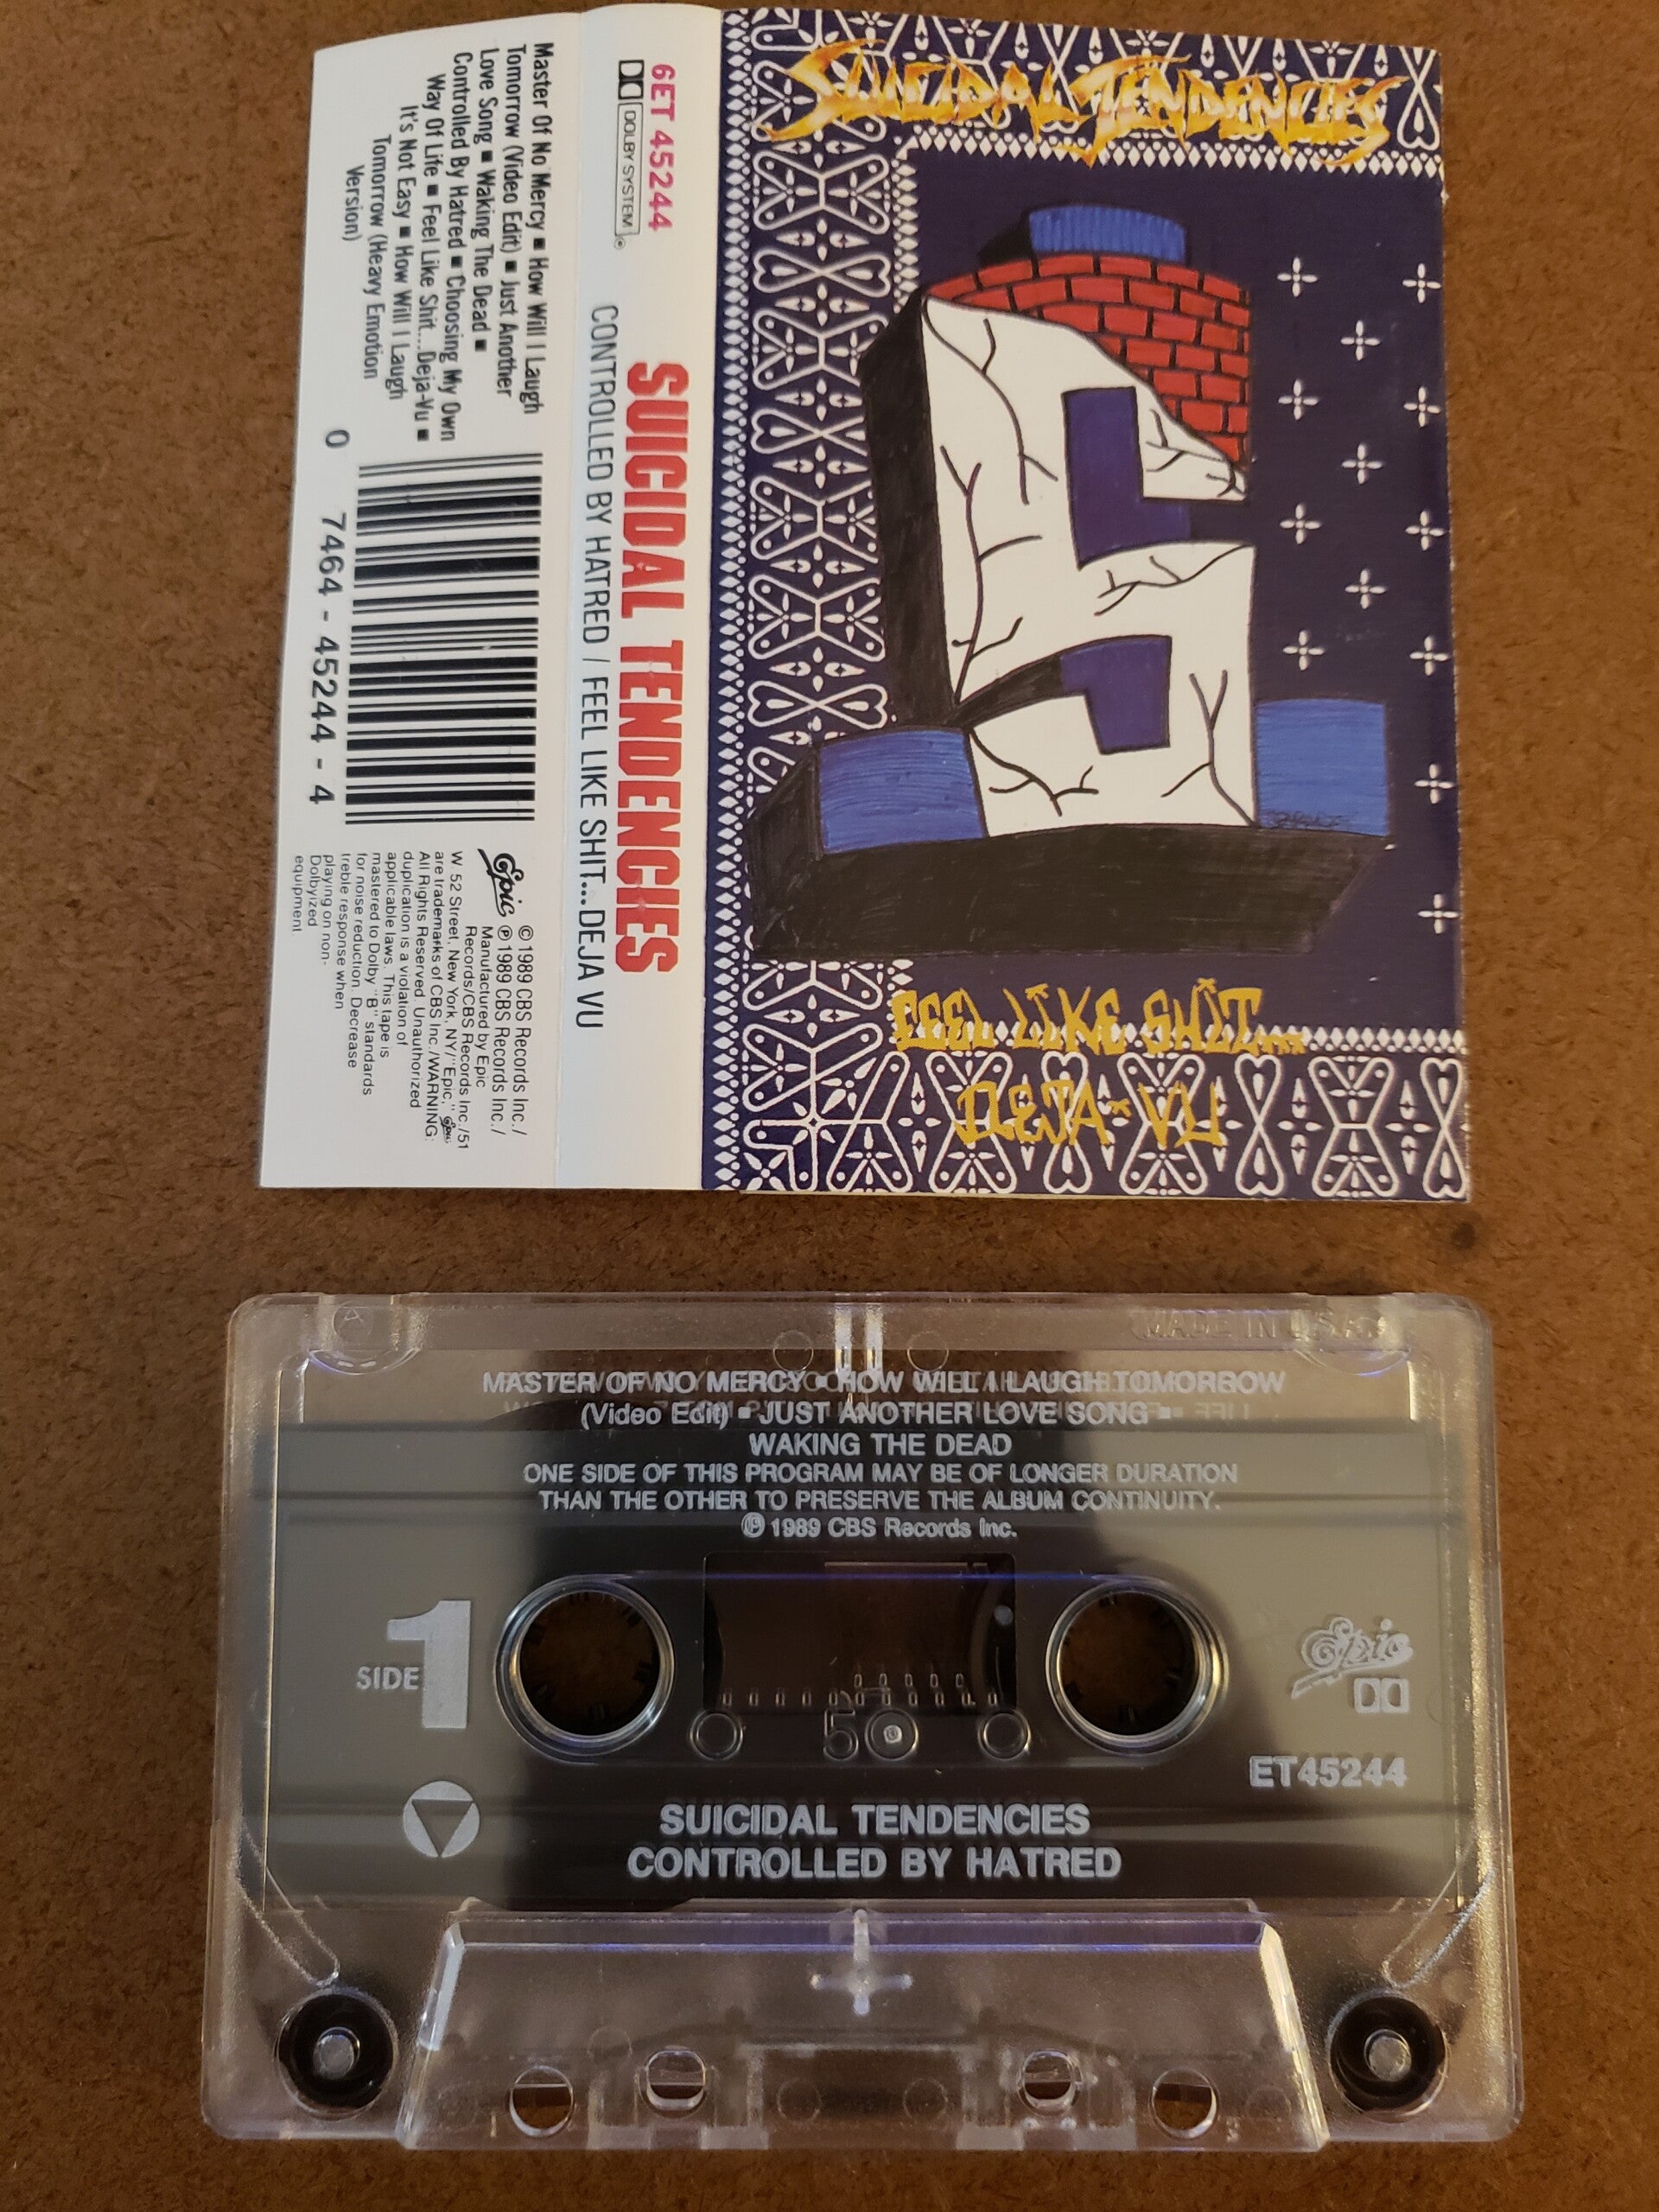 Master Of No Mercy ■ How Will I Laugh
Tomorrow (Video Edit) ■ Just Another
Love Song ■ Waking The Dead ■
Controlled By Hatred ■ Choosing My Own
Way Of Life ■ Feel Like Shit...Deja-Vu ■
It's Not Easy ■ How Will I Laugh
Tomorrow (Heavy Emotion
Version)
0 7464 - 45244 - 4
© 1989 CBS Records Inc./
Epic ℗ 1989 CBS Records Inc./
Manufactured by Epic
Records/CBS Records Inc./51
W 52 Street, New York, NY/"Epic," Epic
are trademarks of CBS Inc./WARNING:
All Rights Reserved. Unauthorized
duplication is a violation of
applicable laws. This tape is
mastered to Dolby "B" standards
for noise reduction. Decrease
treble response when
playing on non-
Dolbyized
equipment
6ET 45244
DOLBY SYSTEM ®
SUICIDAL TENDENCIES
CONTROLLED BY HATRED / FEEL LIKE SHIT... DEJA VU
SUICIDAL TENDENCIES
FEEL LIKE SHIT...
DEJA-VU
MADE IN U.S.A.
MASTER OF NO MERCY ■ HOW WILL I LAUGH TOMORROW
(Video Edit) ■ JUST ANOTHER LOVE SONG ■
WAKING THE DEAD
ONE SIDE OF THIS PROGRAM MAY BE OF LONGER DURATION
THAN THE OTHER TO PRESERVE THE ALBUM CONTINUITY.
℗ 1989 CBS Records Inc.
SIDE 1
Epic
ET45244
SUICIDAL TENDENCIES
CONTROLLED BY HATRED